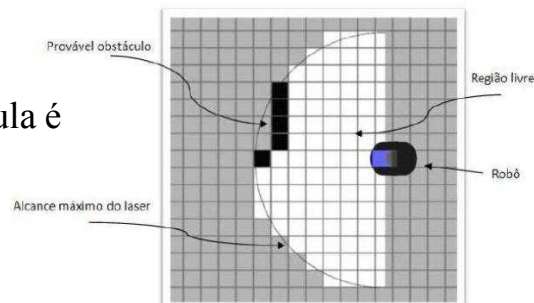 Provável obstáculo
Região livre
ula é
Robô
Alcance máximo do laser